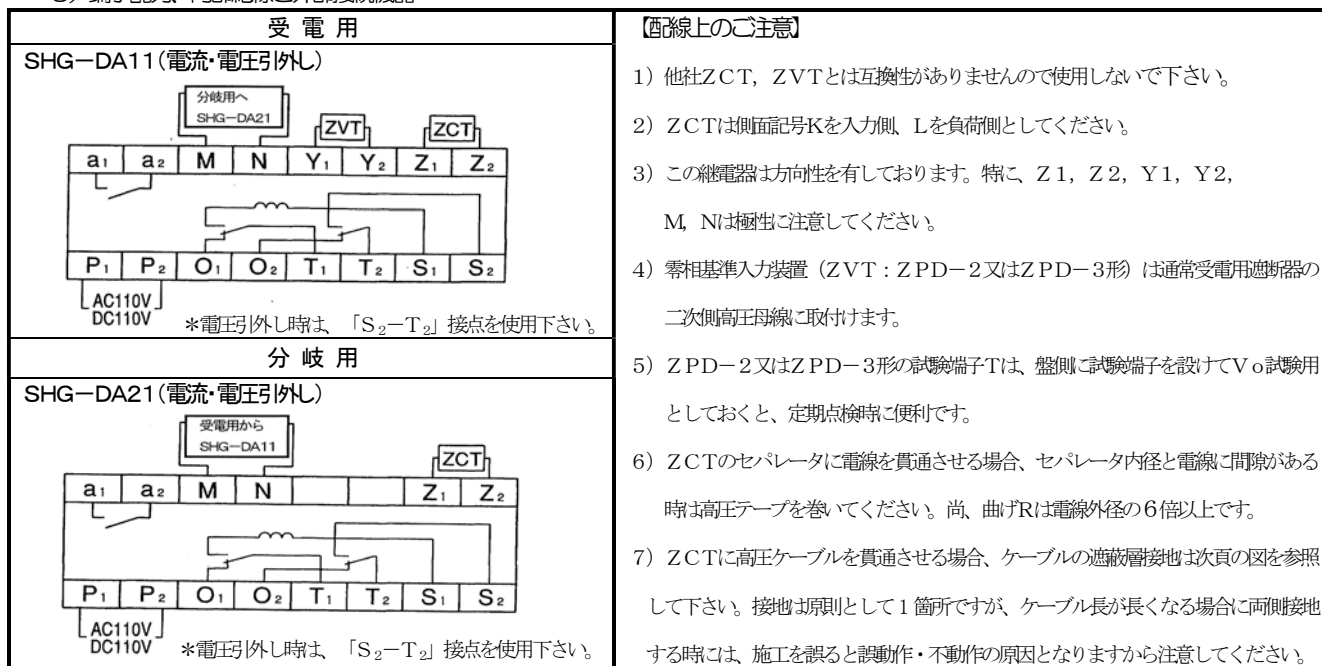 受 電 用
SHG－DA11（電流・電圧引外し）
分岐用へ
SHG－DA21
ZVT
ZCT
a₁ a₂ M N Y₁ Y₂ Z₁ Z₂
P₁ P₂ O₁ O₂ T₁ T₂ S₁ S₂
AC110V
DC110V
＊電圧引外し時は、「S₂－T₂」接点を使用下さい。
分 岐 用
SHG－DA21（電流・電圧引外し）
受電用から
SHG－DA11
ZCT
a₁ a₂ M N Z₁ Z₂
P₁ P₂ O₁ O₂ T₁ T₂ S₁ S₂
AC110V
DC110V
＊電圧引外し時は、「S₂－T₂」接点を使用下さい。
【配線上のご注意】
1）他社ＺＣＴ，ＺＶＴとは互換性がありませんので使用しないで下さい。
2）ＺＣＴは側面記号Kを入力側、Lを負荷側としてください。
3）この継電器は方向性を有しております。特に、Ｚ１，Ｚ２，Ｙ１，Ｙ２，
M，Nは極性に注意してください。
4）零相基準入力装置（ＺＶＴ：ＺＰＤ－２又はＺＰＤ－３形）は通常受電用遮断器の
二次側高圧母線に取付けます。
5）ＺＰＤ－２又はＺＰＤ－３形の試験端子Tは、盤側に試験端子を設けてＶｏ試験用
としておくと、定期点検時に便利です。
6）ＺＣＴのセパレータに電線を貫通させる場合、セパレータ内径と電線に間隙がある
時は高圧テープを巻いてください。尚、曲げRは電線外径の６倍以上です。
7）ＺＣＴに高圧ケーブルを貫通させる場合、ケーブルの遮蔽層接地は次頁の図を参照
して下さい。接地は原則として１箇所ですが、ケーブル長が長くなる場合に両側接地
する時には、施工を誤ると誤動作・不動作の原因となりますから注意してください。